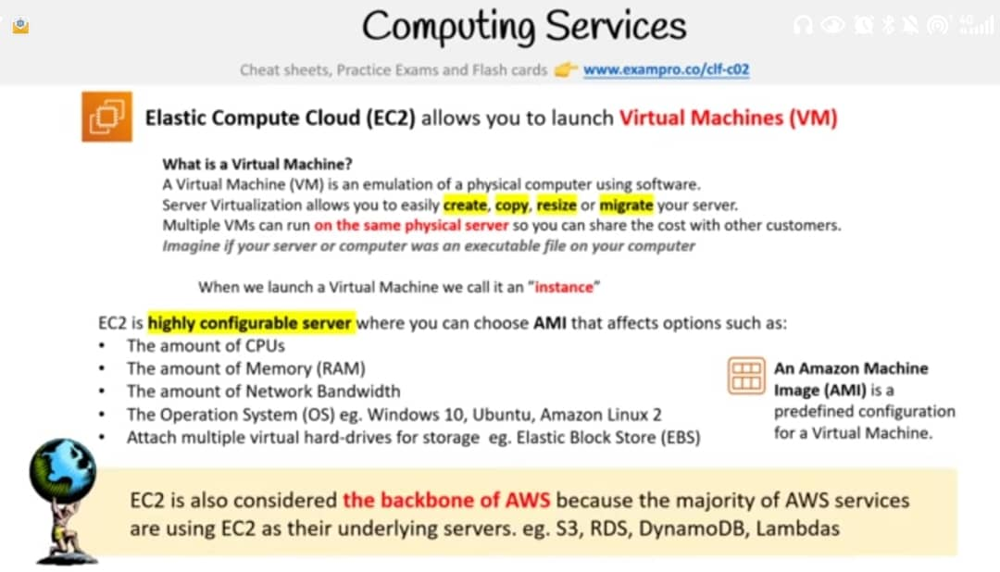 Computing Services
4G
Cheat sheets, Practice Exams and Flash cards 👉 www.exampro.co/clf-c02
Elastic Compute Cloud (EC2) allows you to launch Virtual Machines (VM)
What is a Virtual Machine?
A Virtual Machine (VM) is an emulation of a physical computer using software.
Server Virtualization allows you to easily create, copy, resize or migrate your server.
Multiple VMs can run on the same physical server so you can share the cost with other customers.
Imagine if your server or computer was an executable file on your computer
When we launch a Virtual Machine we call it an "instance"
EC2 is highly configurable server where you can choose AMI that affects options such as:
• The amount of CPUs
• The amount of Memory (RAM)
• The amount of Network Bandwidth
• The Operation System (OS) eg. Windows 10, Ubuntu, Amazon Linux 2
• Attach multiple virtual hard-drives for storage eg. Elastic Block Store (EBS)
An Amazon Machine
Image (AMI) is a
predefined configuration
for a Virtual Machine.
EC2 is also considered the backbone of AWS because the majority of AWS services
are using EC2 as their underlying servers. eg. S3, RDS, DynamoDB, Lambdas